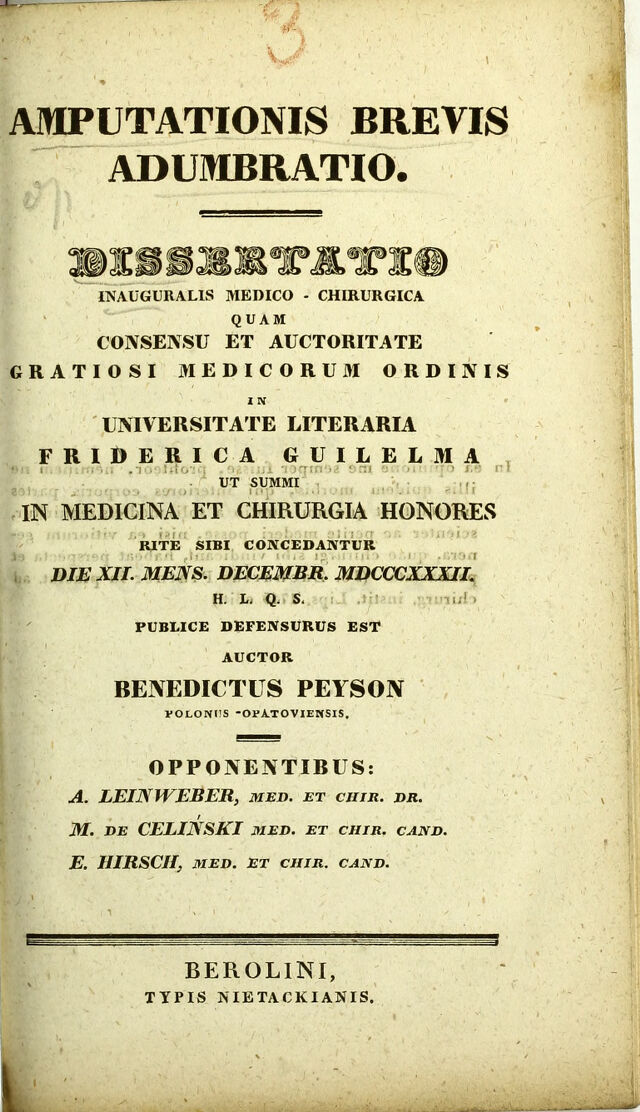 3
AMPUTATIONIS BREVIS
ADUMBRATIO.
DISSERTATIO
INAUGURALIS MEDICO - CHIRURGICA
QUAM
CONSENSU ET AUCTORITATE
GRATIOSI MEDICORUM ORDINIS
IN
UNIVERSITATE LITERARIA
FRIDERICA GUILELMA
UT SUMMI
IN MEDICINA ET CHIRURGIA HONORES
RITE SIBI CONCEDANTUR
DIE XII. MENS. DECEMBR. MDCCCXXXII.
H. L. Q. S.
PUBLICE DEFENSURUS EST
AUCTOR
BENEDICTUS PEYSON
POLONUS -OPATOVIENSIS.
OPPONENTIBUS:
A. LEINWEBER, MED. ET CHIR. DR.
M. DE CELIŃSKI MED. ET CHIR. CAND.
E. HIRSCH, MED. ET CHIR. CAND.
BEROLINI,
TYPIS NIETACKIANIS.